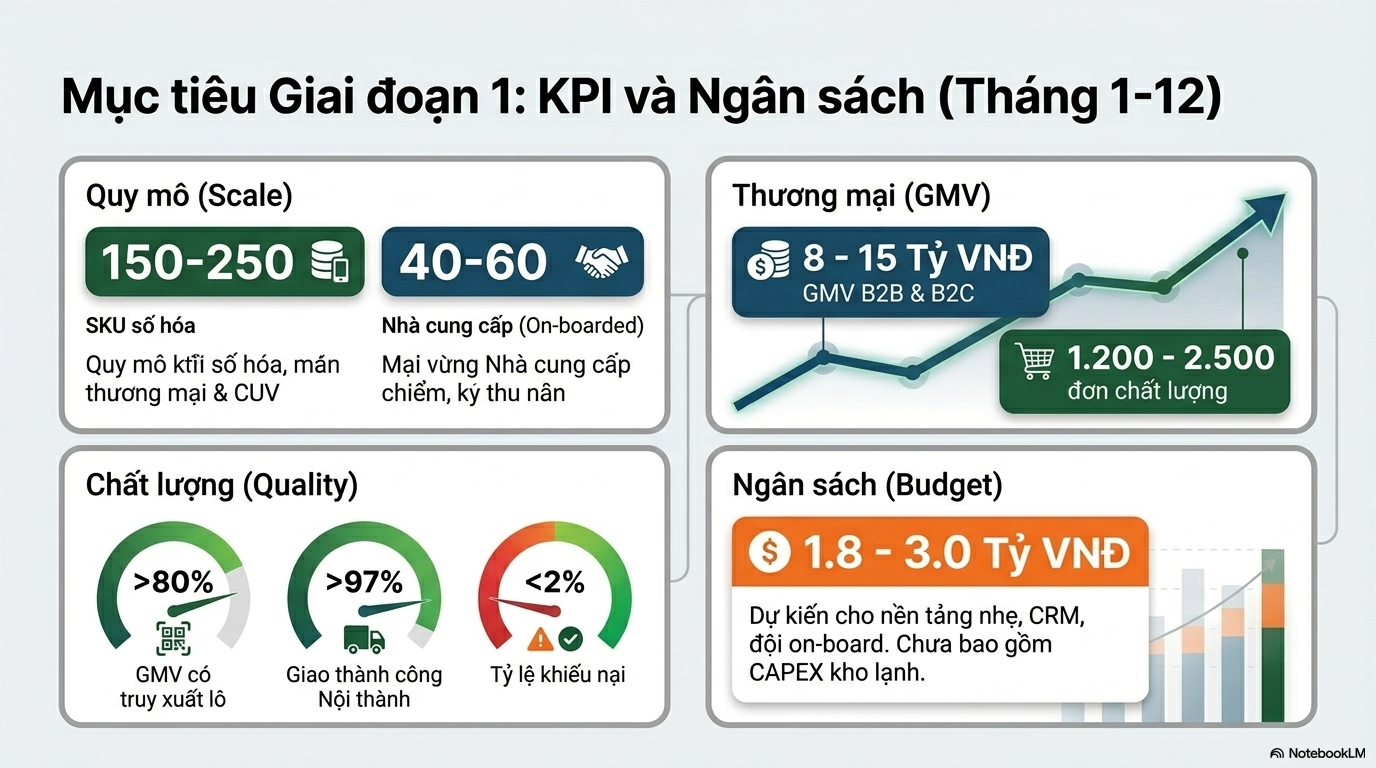 Mục tiêu Giai đoạn 1: KPI và Ngân sách (Tháng 1-12)
Quy mô (Scale)
150-250
SKU số hóa
Quy mô số hóa, mán
thương mại & CUV
40-60
Nhà cung cấp (On-boarded)
Mại vừng Nhà cung cấp
chiểm, ký thu nân
Thương mại (GMV)
$ 8 - 15 Tỷ VNĐ
GMV B2B & B2C
1.200 - 2.500
đơn chất lượng
Chất lượng (Quality)
>80%
GMV có
truy xuất lô
>97%
Giao thành công
Nội thành
<2%
Tỷ lệ khiếu nại
Ngân sách (Budget)
$ 1.8 - 3.0 Tỷ VNĐ
Dự kiến cho nền tảng nhẹ, CRM,
đội on-board. Chưa bao gồm
CAPEX kho lạnh.
NotebookLM